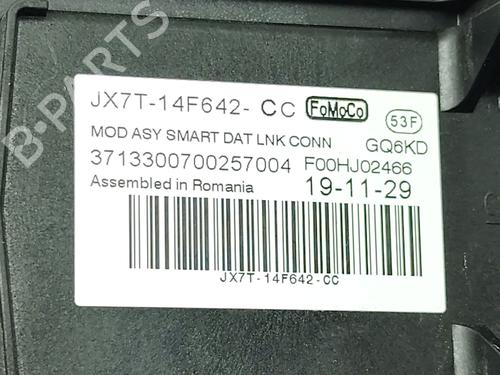 B-PARTS
JX7T-14F642- CC FoMoCo 53F
MOD ASY SMART DAT LNK CONN GQ6KD
3713300700257004 F00HJ02466
Assembled in Romania 19-11-29
JX7T-14F642-CC